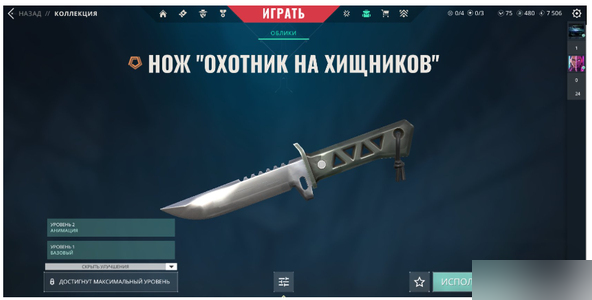 НАЗАД // КОЛЛЕКЦИЯ
ИГРАТЬ
0/4 0/3 75 480 7 506
ОБЛИКИ
НОЖ "ОХОТНИК НА ХИЩНИКОВ"
1
0
24
УРОВЕНЬ 2
АНИМАЦИЯ
УРОВЕНЬ 1
БАЗОВЫЙ
СКРЫТЬ УЛУЧШЕНИЯ
ДОСТИГНУТ МАКСИМАЛЬНЫЙ УРОВЕНЬ
ИСПОЛ